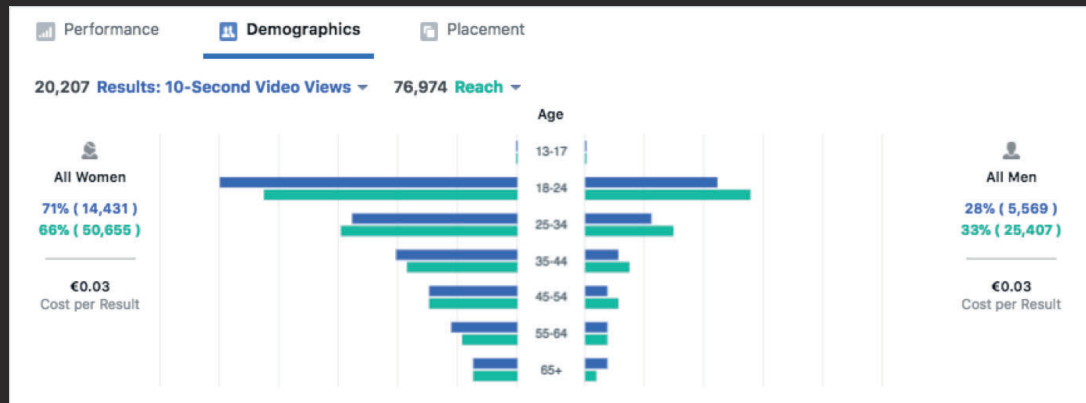 Performance Demographics Placement
20,207 Results: 10-Second Video Views 76,974 Reach
Age
All Women
71% ( 14,431 )
66% ( 50,655 )
€0.03
Cost per Result
13-17
18-24
25-34
35-44
45-54
55-64
65+
All Men
28% ( 5,569 )
33% ( 25,407 )
€0.03
Cost per Result